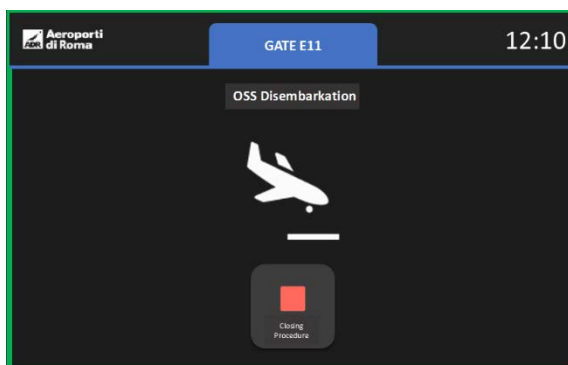 Aeroporti
ADR di Roma
GATE E11
12:10
OSS Disembarkation
Closing
Procedure